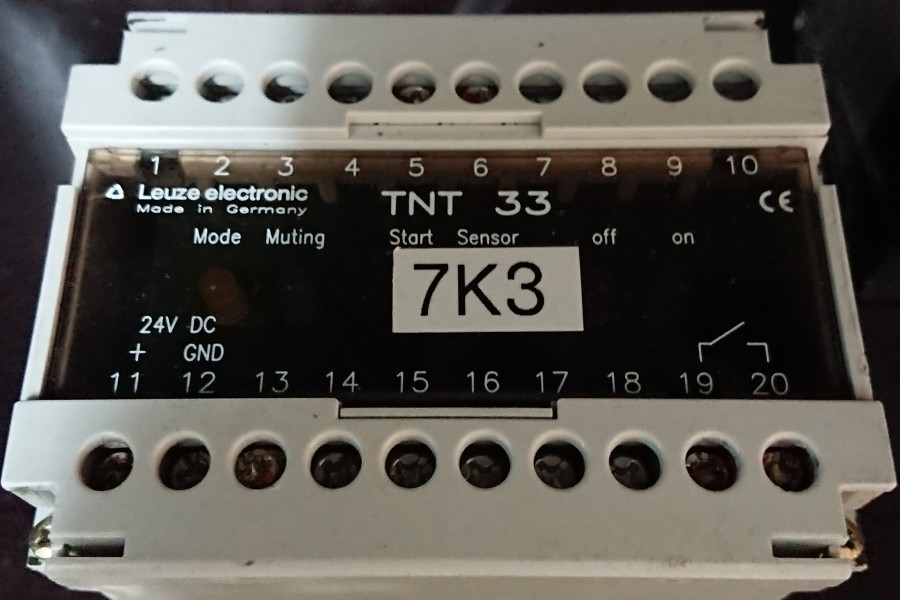 1 2 3 4 5 6 7 8 9 10
Leuze electronic TNT 33 CE
Made in Germany
Mode Muting Start Sensor off on
7K3
24V DC
+ GND
11 12 13 14 15 16 17 18 19 20